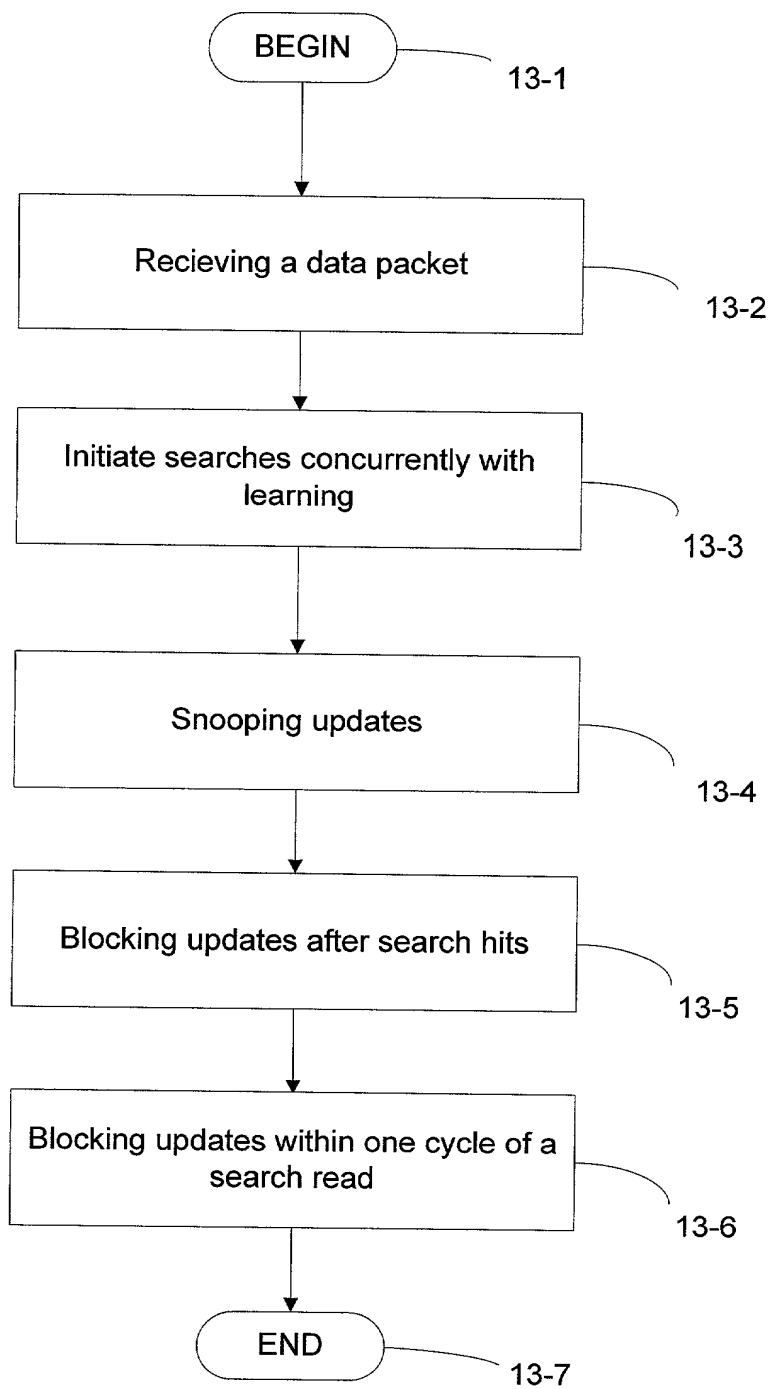 BEGIN
13-1
Recieving a data packet
13-2
Initiate searches concurrently with
learning
13-3
Snooping updates
13-4
Blocking updates after search hits
13-5
Blocking updates within one cycle of a
search read
13-6
END
13-7